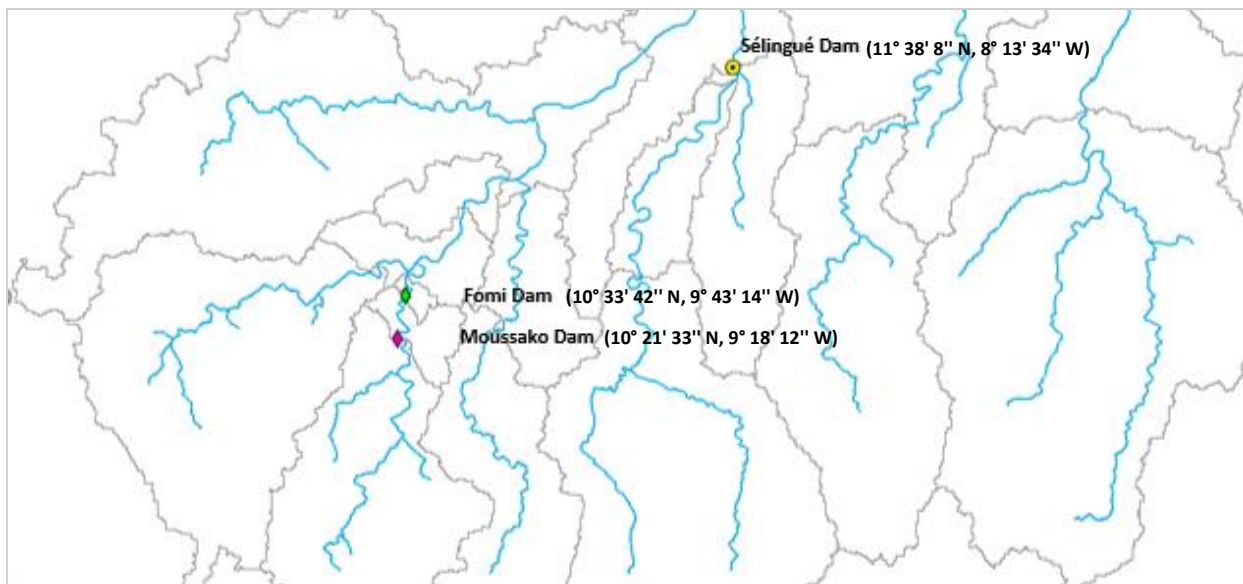 Sélingué Dam (11° 38' 8'' N, 8° 13' 34'' W)
Fomi Dam (10° 33' 42'' N, 9° 43' 14'' W)
Moussako Dam (10° 21' 33'' N, 9° 18' 12'' W)